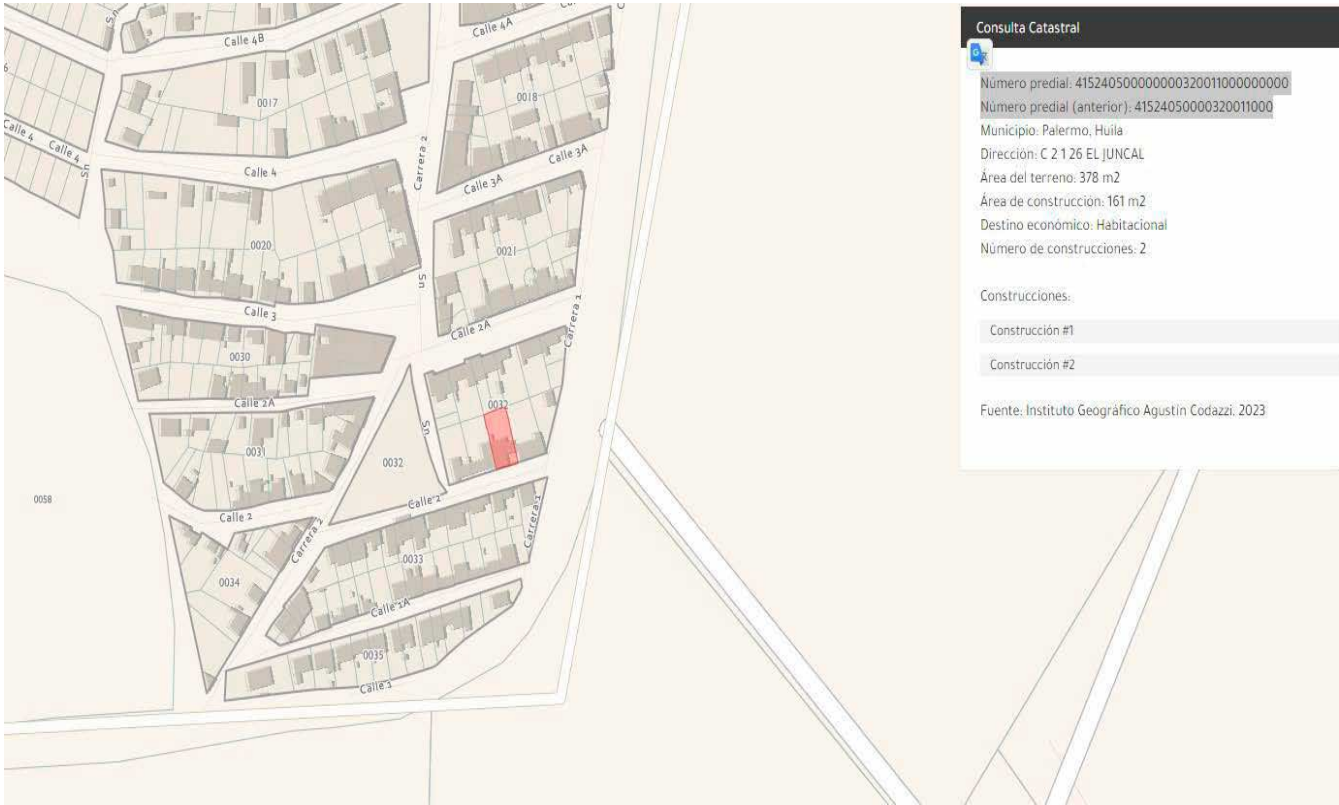 Sn
Calle 4B
Calle 4A
0017
0018
Calle 4
Calle 4
Sn
Calle 4
Carrera 2
Calle 3A
Calle 3A
0020
0021
Sn
Calle 3
Calle 2A
Carrera 1
0030
Calle 2A
0032
Sn
0031
0032
0058
Calle 2
Calle 2
Carrera 2
Carrera 1
0033
0034
Calle 1A
0035
Calle 1
Consulta Catastral
Número predial: 415240500000000320011000000000
Número predial (anterior): 41524050000320011000
Municipio: Palermo, Huila
Dirección: C 2 1 26 EL JUNCAL
Área del terreno: 378 m2
Área de construcción: 161 m2
Destino económico: Habitacional
Número de construcciones: 2
Construcciones:
Construcción #1
Construcción #2
Fuente: Instituto Geográfico Agustín Codazzi, 2023